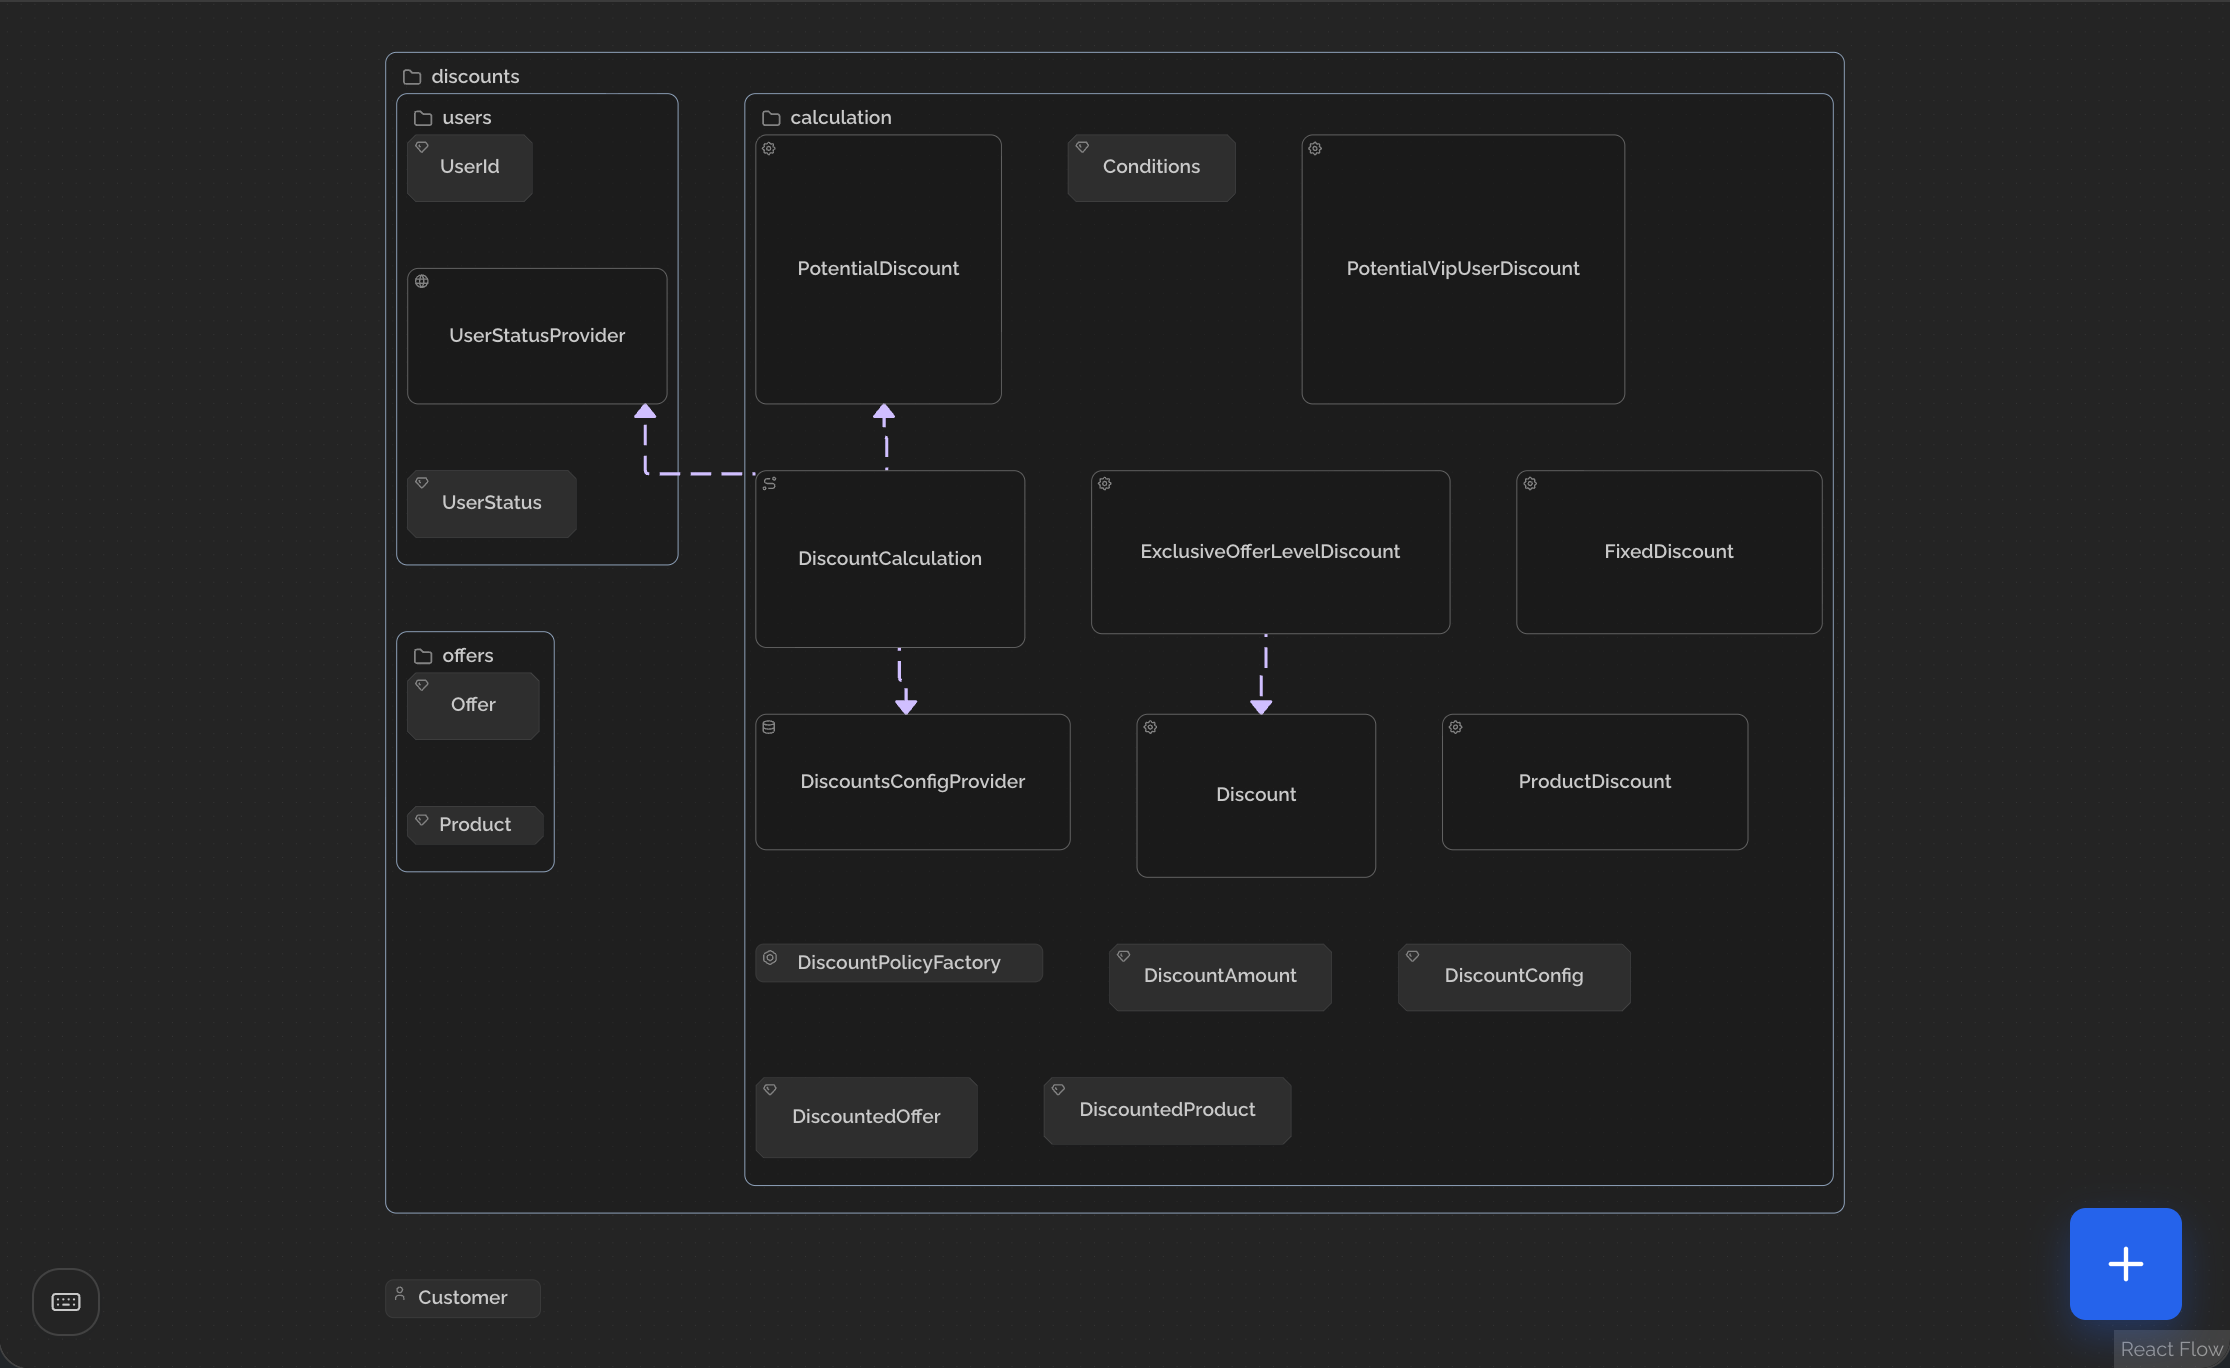 discounts
users
UserId
UserStatusProvider
UserStatus
offers
Offer
Product
calculation
PotentialDiscount
Conditions
PotentialVipUserDiscount
DiscountCalculation
ExclusiveOfferLevelDiscount
FixedDiscount
DiscountsConfigProvider
Discount
ProductDiscount
DiscountPolicyFactory
DiscountAmount
DiscountConfig
DiscountedOffer
DiscountedProduct
Customer
React Flow